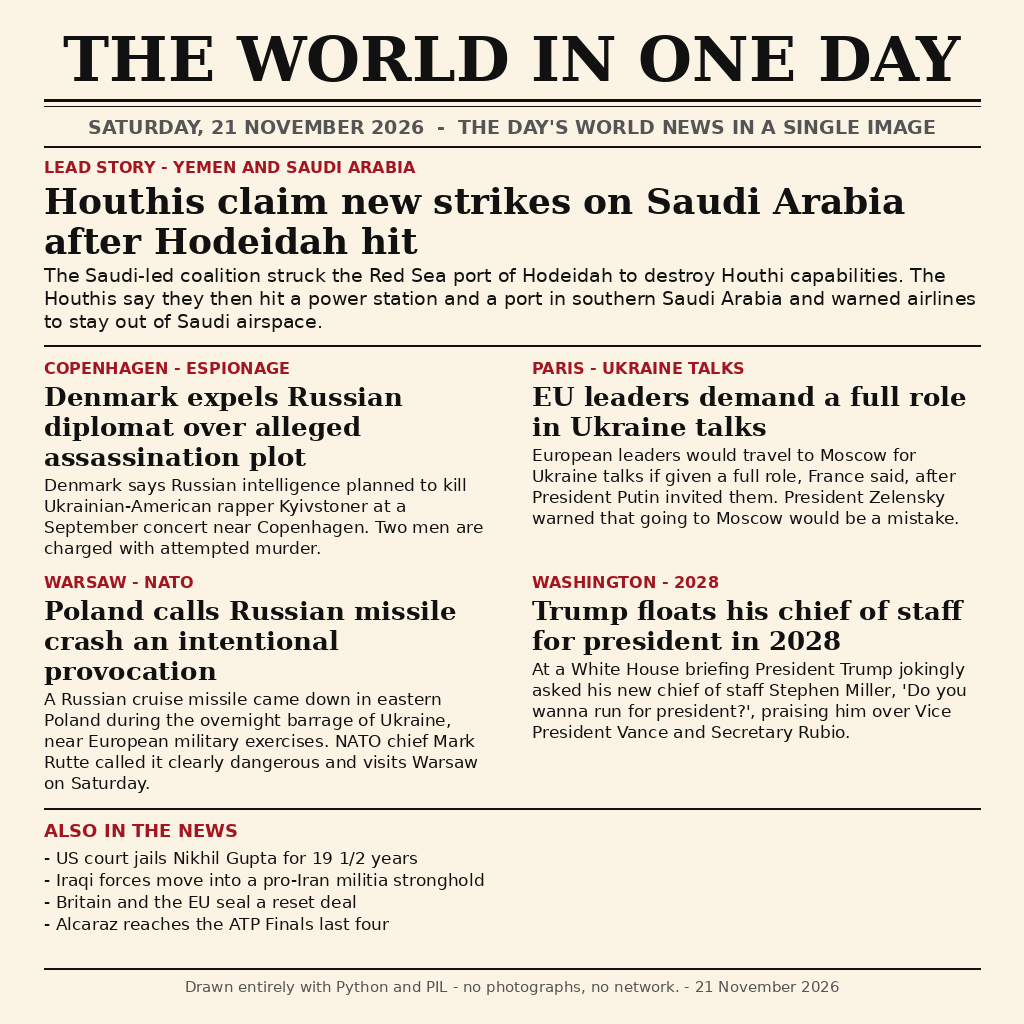 THE WORLD IN ONE DAY
SATURDAY, 21 NOVEMBER 2026 - THE DAY'S WORLD NEWS IN A SINGLE IMAGE
LEAD STORY - YEMEN AND SAUDI ARABIA
Houthis claim new strikes on Saudi Arabia
after Hodeidah hit
The Saudi-led coalition struck the Red Sea port of Hodeidah to destroy Houthi capabilities. The
Houthis say they then hit a power station and a port in southern Saudi Arabia and warned airlines
to stay out of Saudi airspace.
COPENHAGEN - ESPIONAGE
Denmark expels Russian
diplomat over alleged
assassination plot
Denmark says Russian intelligence planned to kill
Ukrainian-American rapper Kyivstoner at a
September concert near Copenhagen. Two men are
charged with attempted murder.
PARIS - UKRAINE TALKS
EU leaders demand a full role
in Ukraine talks
European leaders would travel to Moscow for
Ukraine talks if given a full role, France said, after
President Putin invited them. President Zelensky
warned that going to Moscow would be a mistake.
WARSAW - NATO
Poland calls Russian missile
crash an intentional
provocation
A Russian cruise missile came down in eastern
Poland during the overnight barrage of Ukraine,
near European military exercises. NATO chief Mark
Rutte called it clearly dangerous and visits Warsaw
on Saturday.
WASHINGTON - 2028
Trump floats his chief of staff
for president in 2028
At a White House briefing President Trump jokingly
asked his new chief of staff Stephen Miller, 'Do you
wanna run for president?', praising him over Vice
President Vance and Secretary Rubio.
ALSO IN THE NEWS
- US court jails Nikhil Gupta for 19 1/2 years
- Iraqi forces move into a pro-Iran militia stronghold
- Britain and the EU seal a reset deal
- Alcaraz reaches the ATP Finals last four
Drawn entirely with Python and PIL - no photographs, no network. - 21 November 2026